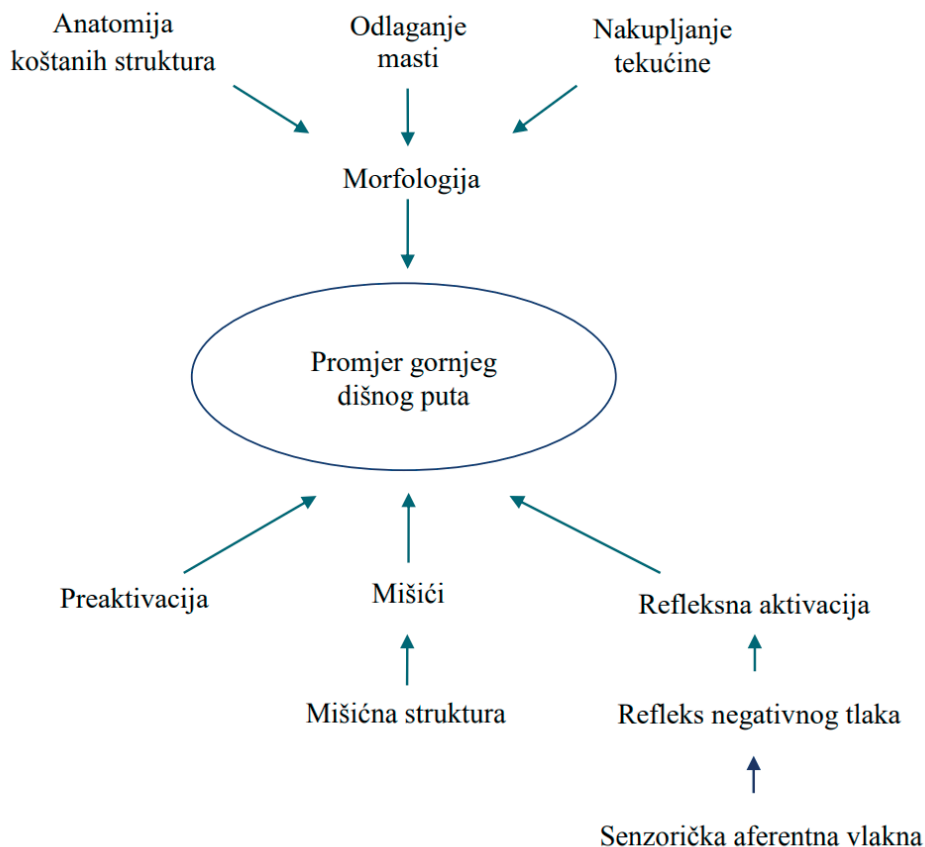 Anatomija
koštanih struktura
Odlaganje
masti
Nakupljanje
tekućine
Morfologija
Promjer gornjeg
dišnog puta
Preaktivacija
Mišići
Refleksna aktivacija
Mišićna struktura
Refleks negativnog tlaka
Senzorička aferentna vlakna